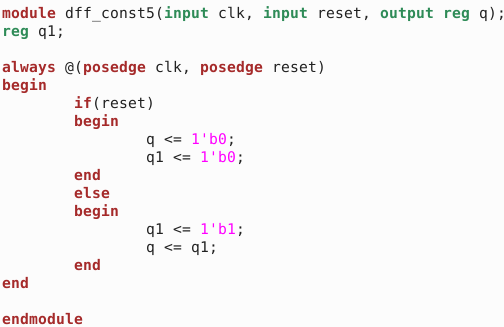 module dff_const5(input clk, input reset, output reg q);
reg q1;

always @(posedge clk, posedge reset)
begin
        if(reset)
        begin
                q <= 1'b0;
                q1 <= 1'b0;
        end
        else
        begin
                q1 <= 1'b1;
                q <= q1;
        end
end

endmodule